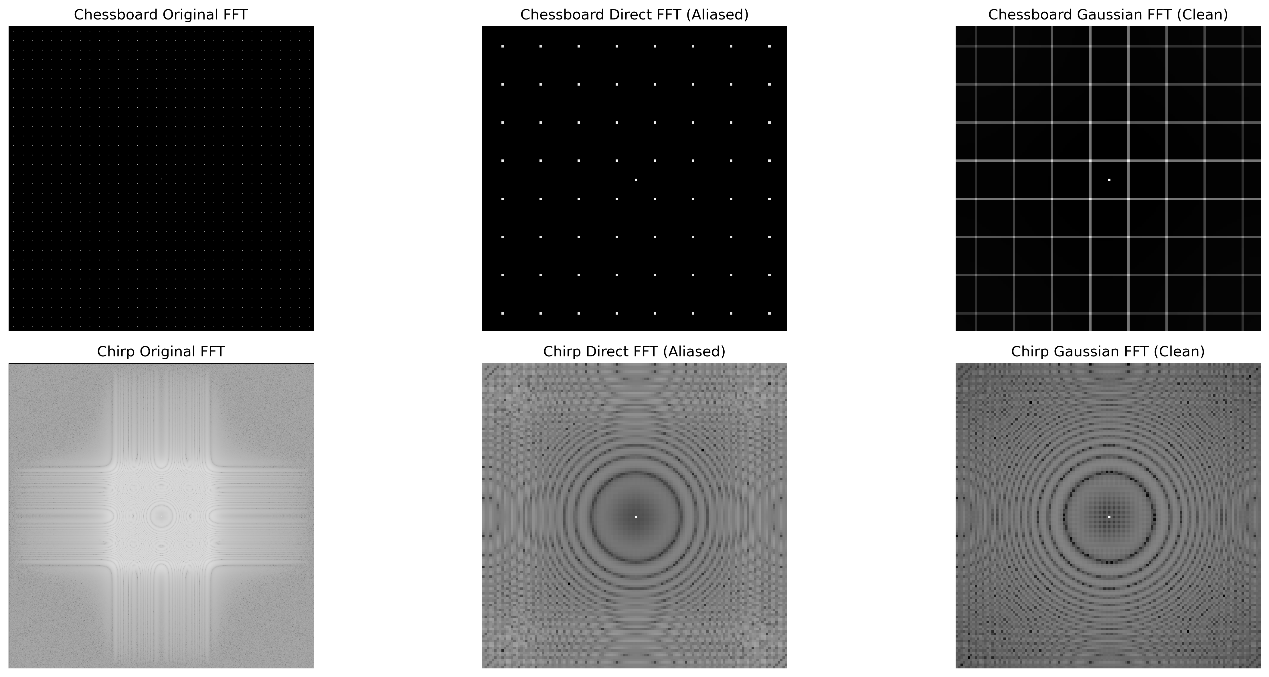 Chessboard Original FFT
Chessboard Direct FFT (Aliased)
Chessboard Gaussian FFT (Clean)
Chirp Original FFT
Chirp Direct FFT (Aliased)
Chirp Gaussian FFT (Clean)